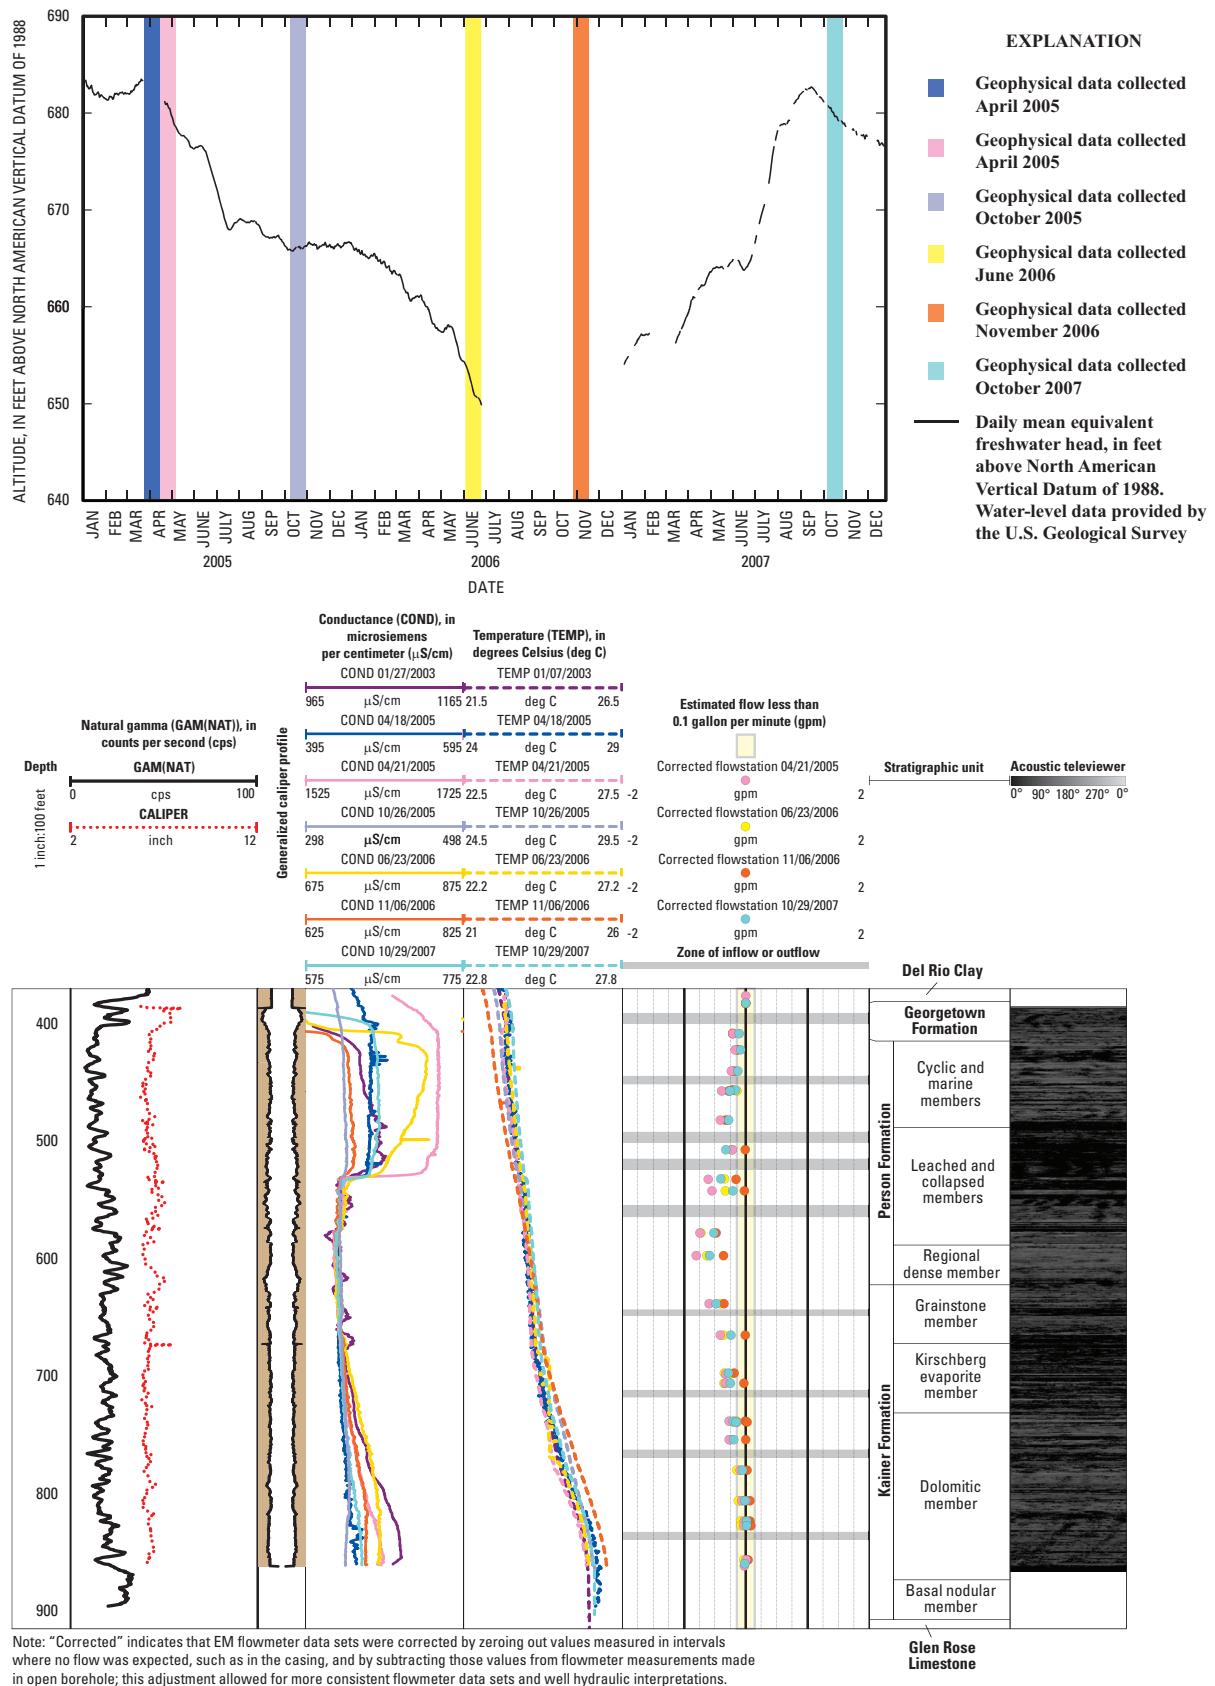 690
680
670
660
650
640
ALTITUDE, IN FEET ABOVE NORTH AMERICAN VERTICAL DATUM OF 1988
JAN
FEB
MAR
APR
MAY
JUNE
JULY
AUG
SEP
OCT
NOV
DEC
JAN
FEB
MAR
APR
MAY
JUNE
JULY
AUG
SEP
OCT
NOV
DEC
JAN
FEB
MAR
APR
MAY
JUNE
JULY
AUG
SEP
OCT
NOV
DEC
2005
2006
2007
DATE
EXPLANATION
Geophysical data collected
April 2005
Geophysical data collected
April 2005
Geophysical data collected
October 2005
Geophysical data collected
June 2006
Geophysical data collected
November 2006
Geophysical data collected
October 2007
Daily mean equivalent
freshwater head, in feet
above North American
Vertical Datum of 1988.
Water-level data provided by
the U.S. Geological Survey
Depth
1 inch:100 feet
Natural gamma (GAM(NAT)), in
counts per second (cps)
GAM(NAT)
0 cps 100
CALIPER
2 inch 12
Generalized caliper profile
Conductance (COND), in
microsiemens
per centimeter (µS/cm)
COND 01/27/2003
965 µS/cm 1165
COND 04/18/2005
395 µS/cm 595
COND 04/21/2005
1525 µS/cm 1725
COND 10/26/2005
298 µS/cm 498
COND 06/23/2006
675 µS/cm 875
COND 11/06/2006
625 µS/cm 825
COND 10/29/2007
575 µS/cm 775
Temperature (TEMP), in
degrees Celsius (deg C)
TEMP 01/07/2003
21.5 deg C 26.5
TEMP 04/18/2005
24 deg C 29
TEMP 04/21/2005
22.5 deg C 27.5
TEMP 10/26/2005
24.5 deg C 29.5
TEMP 06/23/2006
22.2 deg C 27.2
TEMP 11/06/2006
21 deg C 26
TEMP 10/29/2007
22.8 deg C 27.8
Estimated flow less than
0.1 gallon per minute (gpm)
Corrected flowstation 04/21/2005
-2 gpm 2
Corrected flowstation 06/23/2006
-2 gpm 2
Corrected flowstation 11/06/2006
-2 gpm 2
Corrected flowstation 10/29/2007
-2 gpm 2
Zone of inflow or outflow
Stratigraphic unit
Acoustic televiewer
0° 90° 180° 270° 0°
400
500
600
700
800
900
Del Rio Clay
Georgetown
Formation
Person Formation
Cyclic and
marine
members
Leached and
collapsed
members
Regional
dense member
Kainer Formation
Grainstone
member
Kirschberg
evaporite
member
Dolomitic
member
Basal nodular
member
Glen Rose
Limestone
Note: “Corrected” indicates that EM flowmeter data sets were corrected by zeroing out values measured in intervals
where no flow was expected, such as in the casing, and by subtracting those values from flowmeter measurements made
in open borehole; this adjustment allowed for more consistent flowmeter data sets and well hydraulic interpretations.